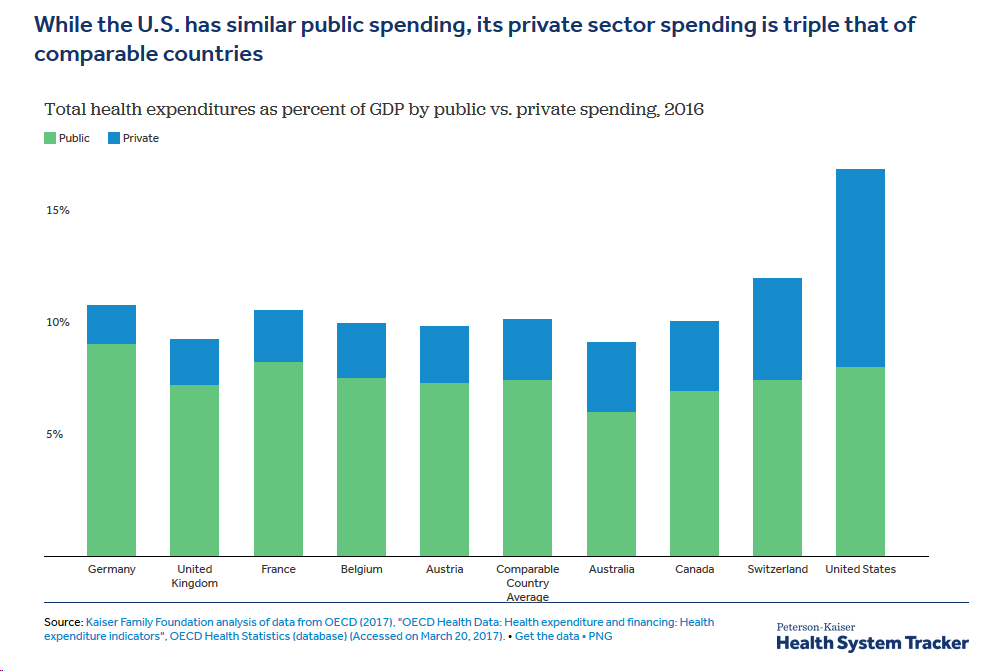 While the U.S. has similar public spending, its private sector spending is triple that of
comparable countries
Total health expenditures as percent of GDP by public vs. private spending, 2016
Public Private
15%
10%
5%
Germany United Kingdom France Belgium Austria Comparable Country Average Australia Canada Switzerland United States
Source: Kaiser Family Foundation analysis of data from OECD (2017), "OECD Health Data: Health expenditure and financing: Health
expenditure indicators", OECD Health Statistics (database) (Accessed on March 20, 2017). • Get the data • PNG
Peterson-Kaiser
Health System Tracker